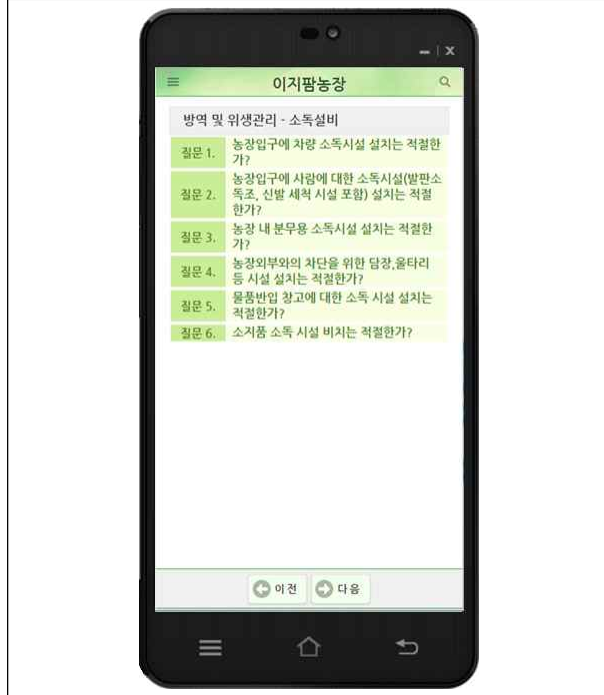 이지팜농장
방역 및 위생관리 - 소독설비
질문 1. 농장입구에 차량 소독시설 설치는 적절한
가?
질문 2. 농장입구에 사람에 대한 소독시설(발판소
독조, 신발 세척 시설 포함) 설치는 적절
한가?
질문 3. 농장 내 분무용 소독시설 설치는 적절한
가?
질문 4. 농장외부와의 차단을 위한 담장,울타리
등 시설 설치는 적절한가?
질문 5. 물품반입 창고에 대한 소독 시설 설치는
적절한가?
질문 6. 소지품 소독 시설 비치는 적절한가?
이전 다음